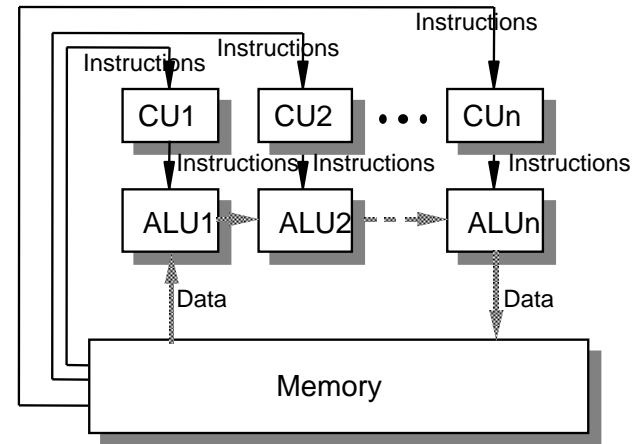 Instructions
Instructions
Instructions
CU1 CU2 ••• CUn
Instructions Instructions Instructions
ALU1 ALU2 ALUn
Data Data
Memory